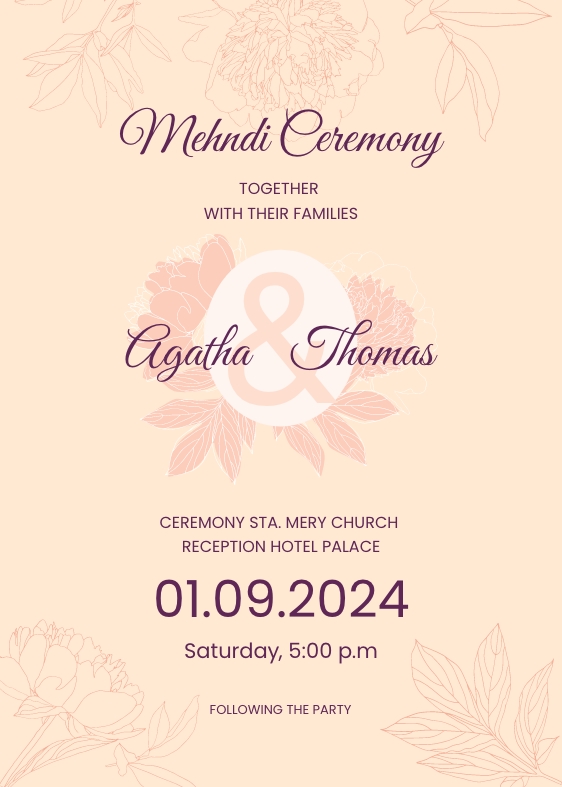 Mehndi Ceremony
TOGETHER
WITH THEIR FAMILIES
&
Agatha Thomas
CEREMONY STA. MERY CHURCH
RECEPTION HOTEL PALACE
01.09.2024
Saturday, 5:00 p.m
FOLLOWING THE PARTY